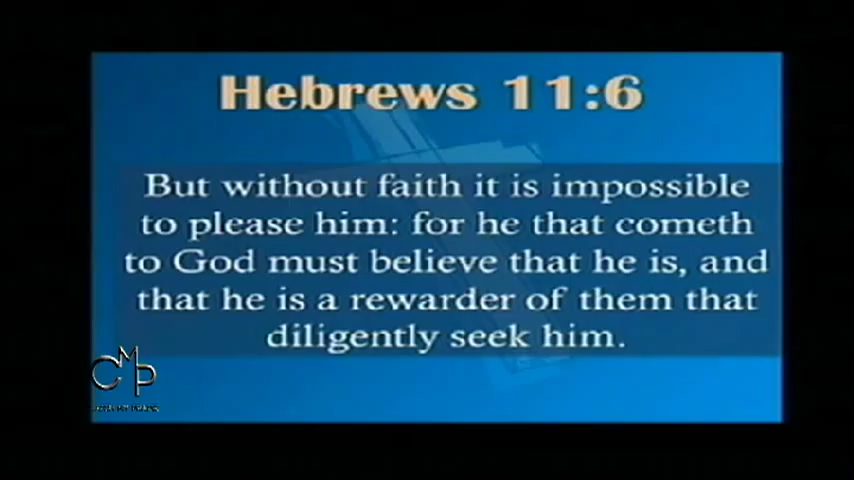 Hebrews 11:6
But without faith it is impossible
to please him: for he that cometh
to God must believe that he is, and
that he is a rewarder of them that
diligently seek him.
CMP